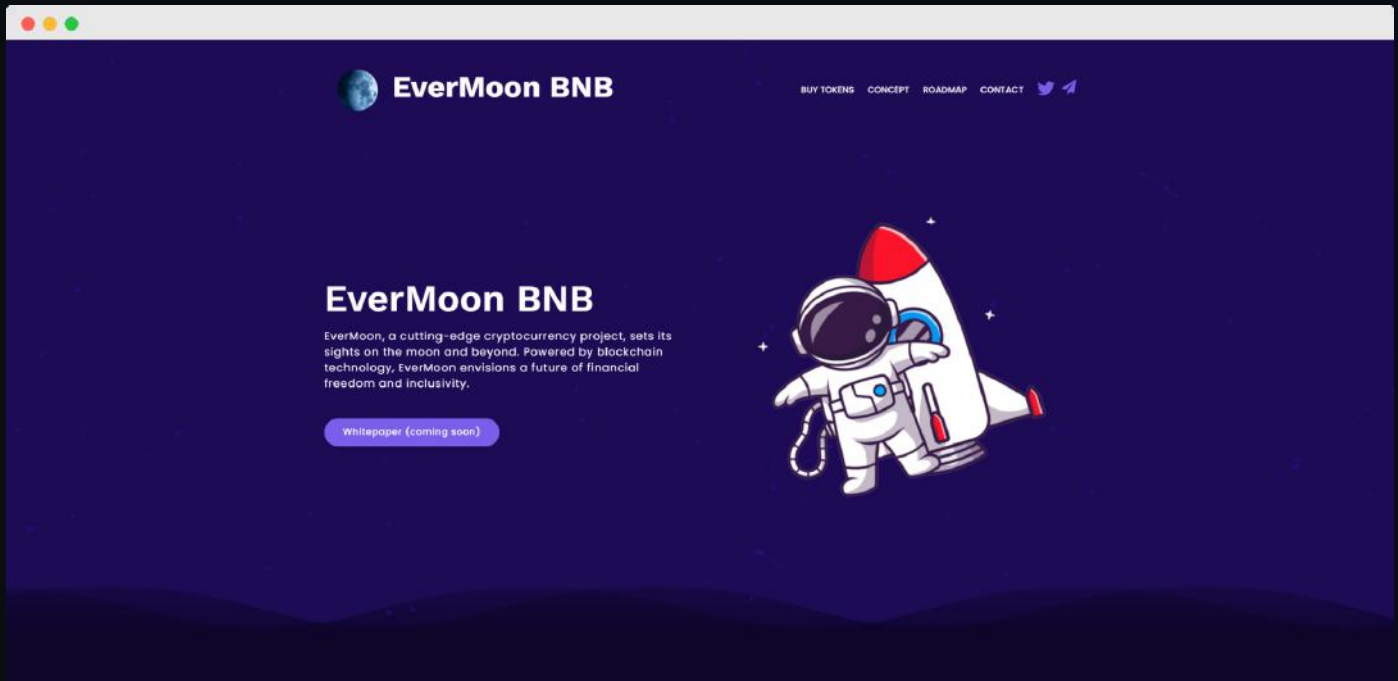 EverMoon BNB
BUY TOKENS CONCEPT ROADMAP CONTACT
EverMoon BNB
EverMoon, a cutting-edge cryptocurrency project, sets its
sights on the moon and beyond. Powered by blockchain
technology, EverMoon envisions a future of financial
freedom and inclusivity.
Whitepaper (coming soon)